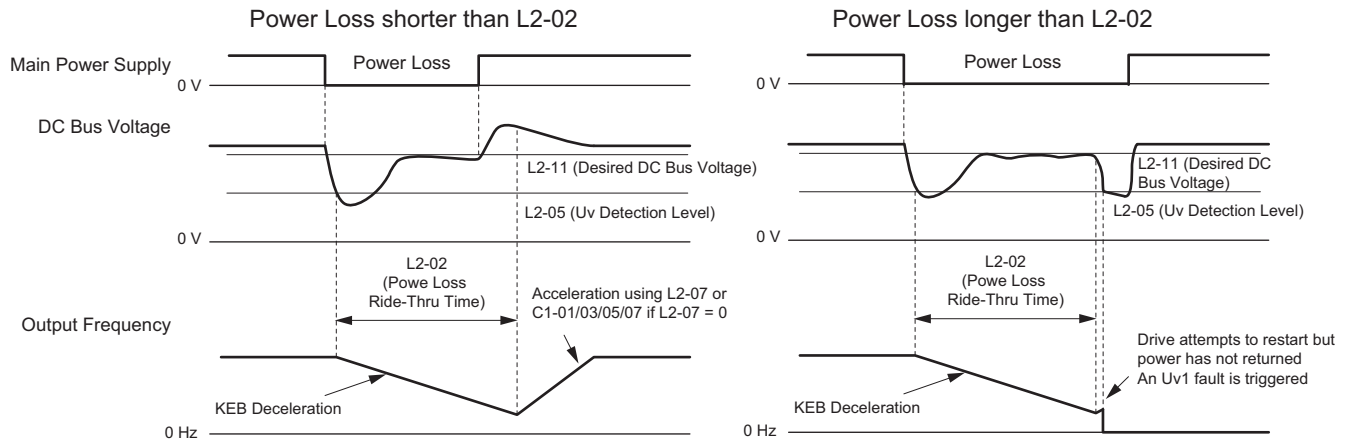 Power Loss shorter than L2-02
Main Power Supply
Power Loss
0 V
DC Bus Voltage
L2-11 (Desired DC Bus Voltage)
L2-05 (Uv Detection Level)
0 V
L2-02
(Powe Loss
Ride-Thru Time)
Acceleration using L2-07 or
C1-01/03/05/07 if L2-07 = 0
Output Frequency
KEB Deceleration
0 Hz
Power Loss longer than L2-02
Power Loss
0 V
L2-11 (Desired DC
Bus Voltage)
L2-05 (Uv Detection Level)
0 V
L2-02
(Powe Loss
Ride-Thru Time)
Drive attempts to restart but
power has not returned
An Uv1 fault is triggered
KEB Deceleration
0 Hz